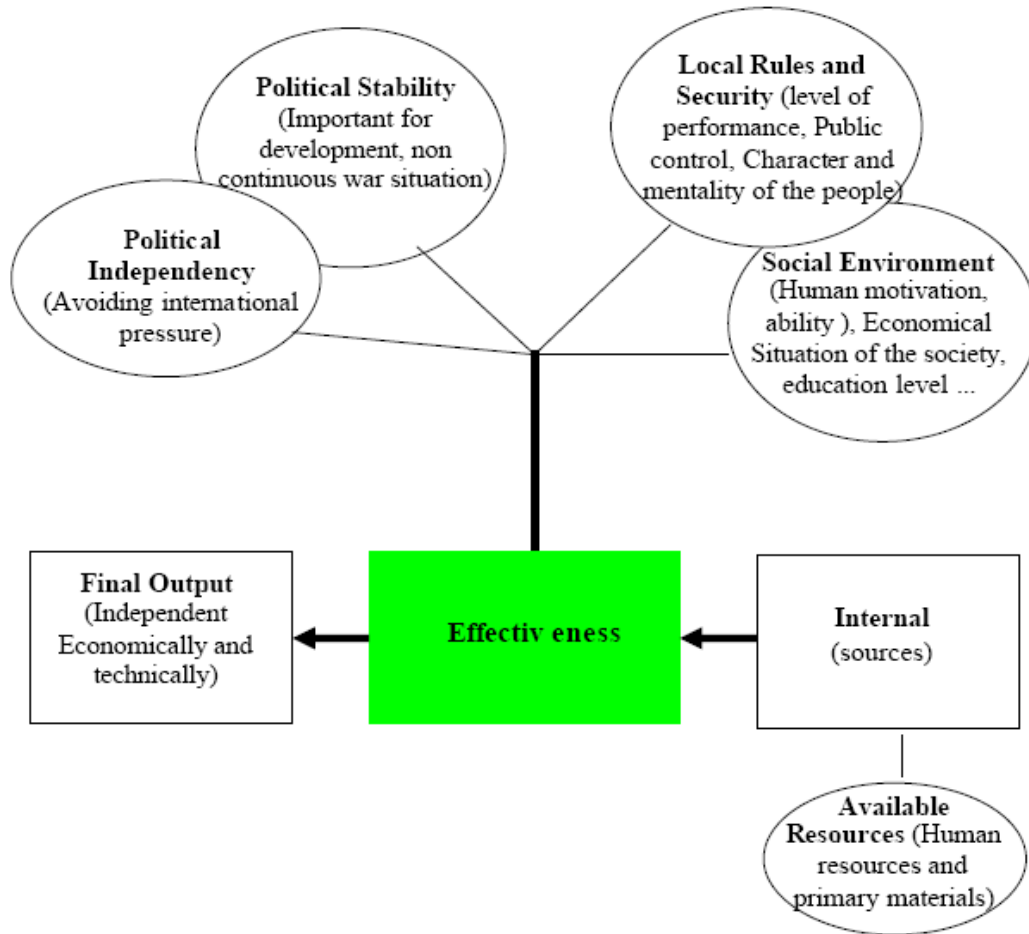 Political Stability
(Important for
development, non
continuous war situation)
Local Rules and
Security (level of
performance, Public
control, Character and
mentality of the people)
Political
Independency
(Avoiding international
pressure)
Social Environment
(Human motivation,
ability ), Economical
Situation of the society,
education level ...
Final Output
(Independent
Economically and
technically)
Effectiv eness
Internal
(sources)
Available
Resources (Human
resources and
primary materials)